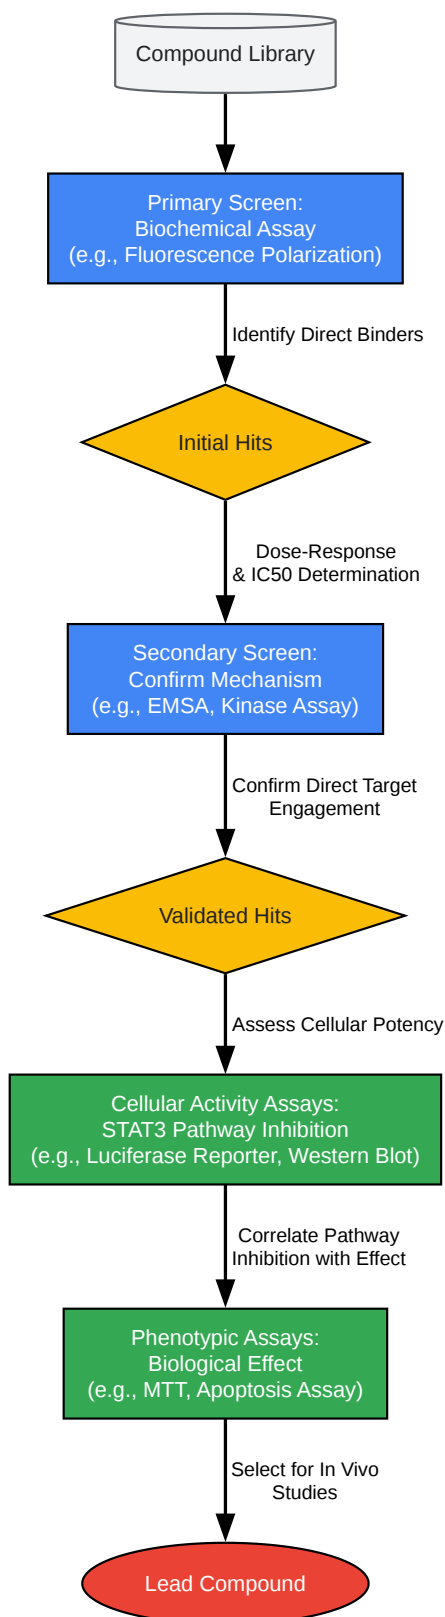 Compound Library
Primary Screen:
Biochemical Assay
(e.g., Fluorescence Polarization)
Identify Direct Binders
Initial Hits
Dose-Response
& IC50 Determination
Secondary Screen:
Confirm Mechanism
(e.g., EMSA, Kinase Assay)
Confirm Direct Target
Engagement
Validated Hits
Assess Cellular Potency
Cellular Activity Assays:
STAT3 Pathway Inhibition
(e.g., Luciferase Reporter, Western Blot)
Correlate Pathway
Inhibition with Effect
Phenotypic Assays:
Biological Effect
(e.g., MTT, Apoptosis Assay)
Select for In Vivo
Studies
Lead Compound